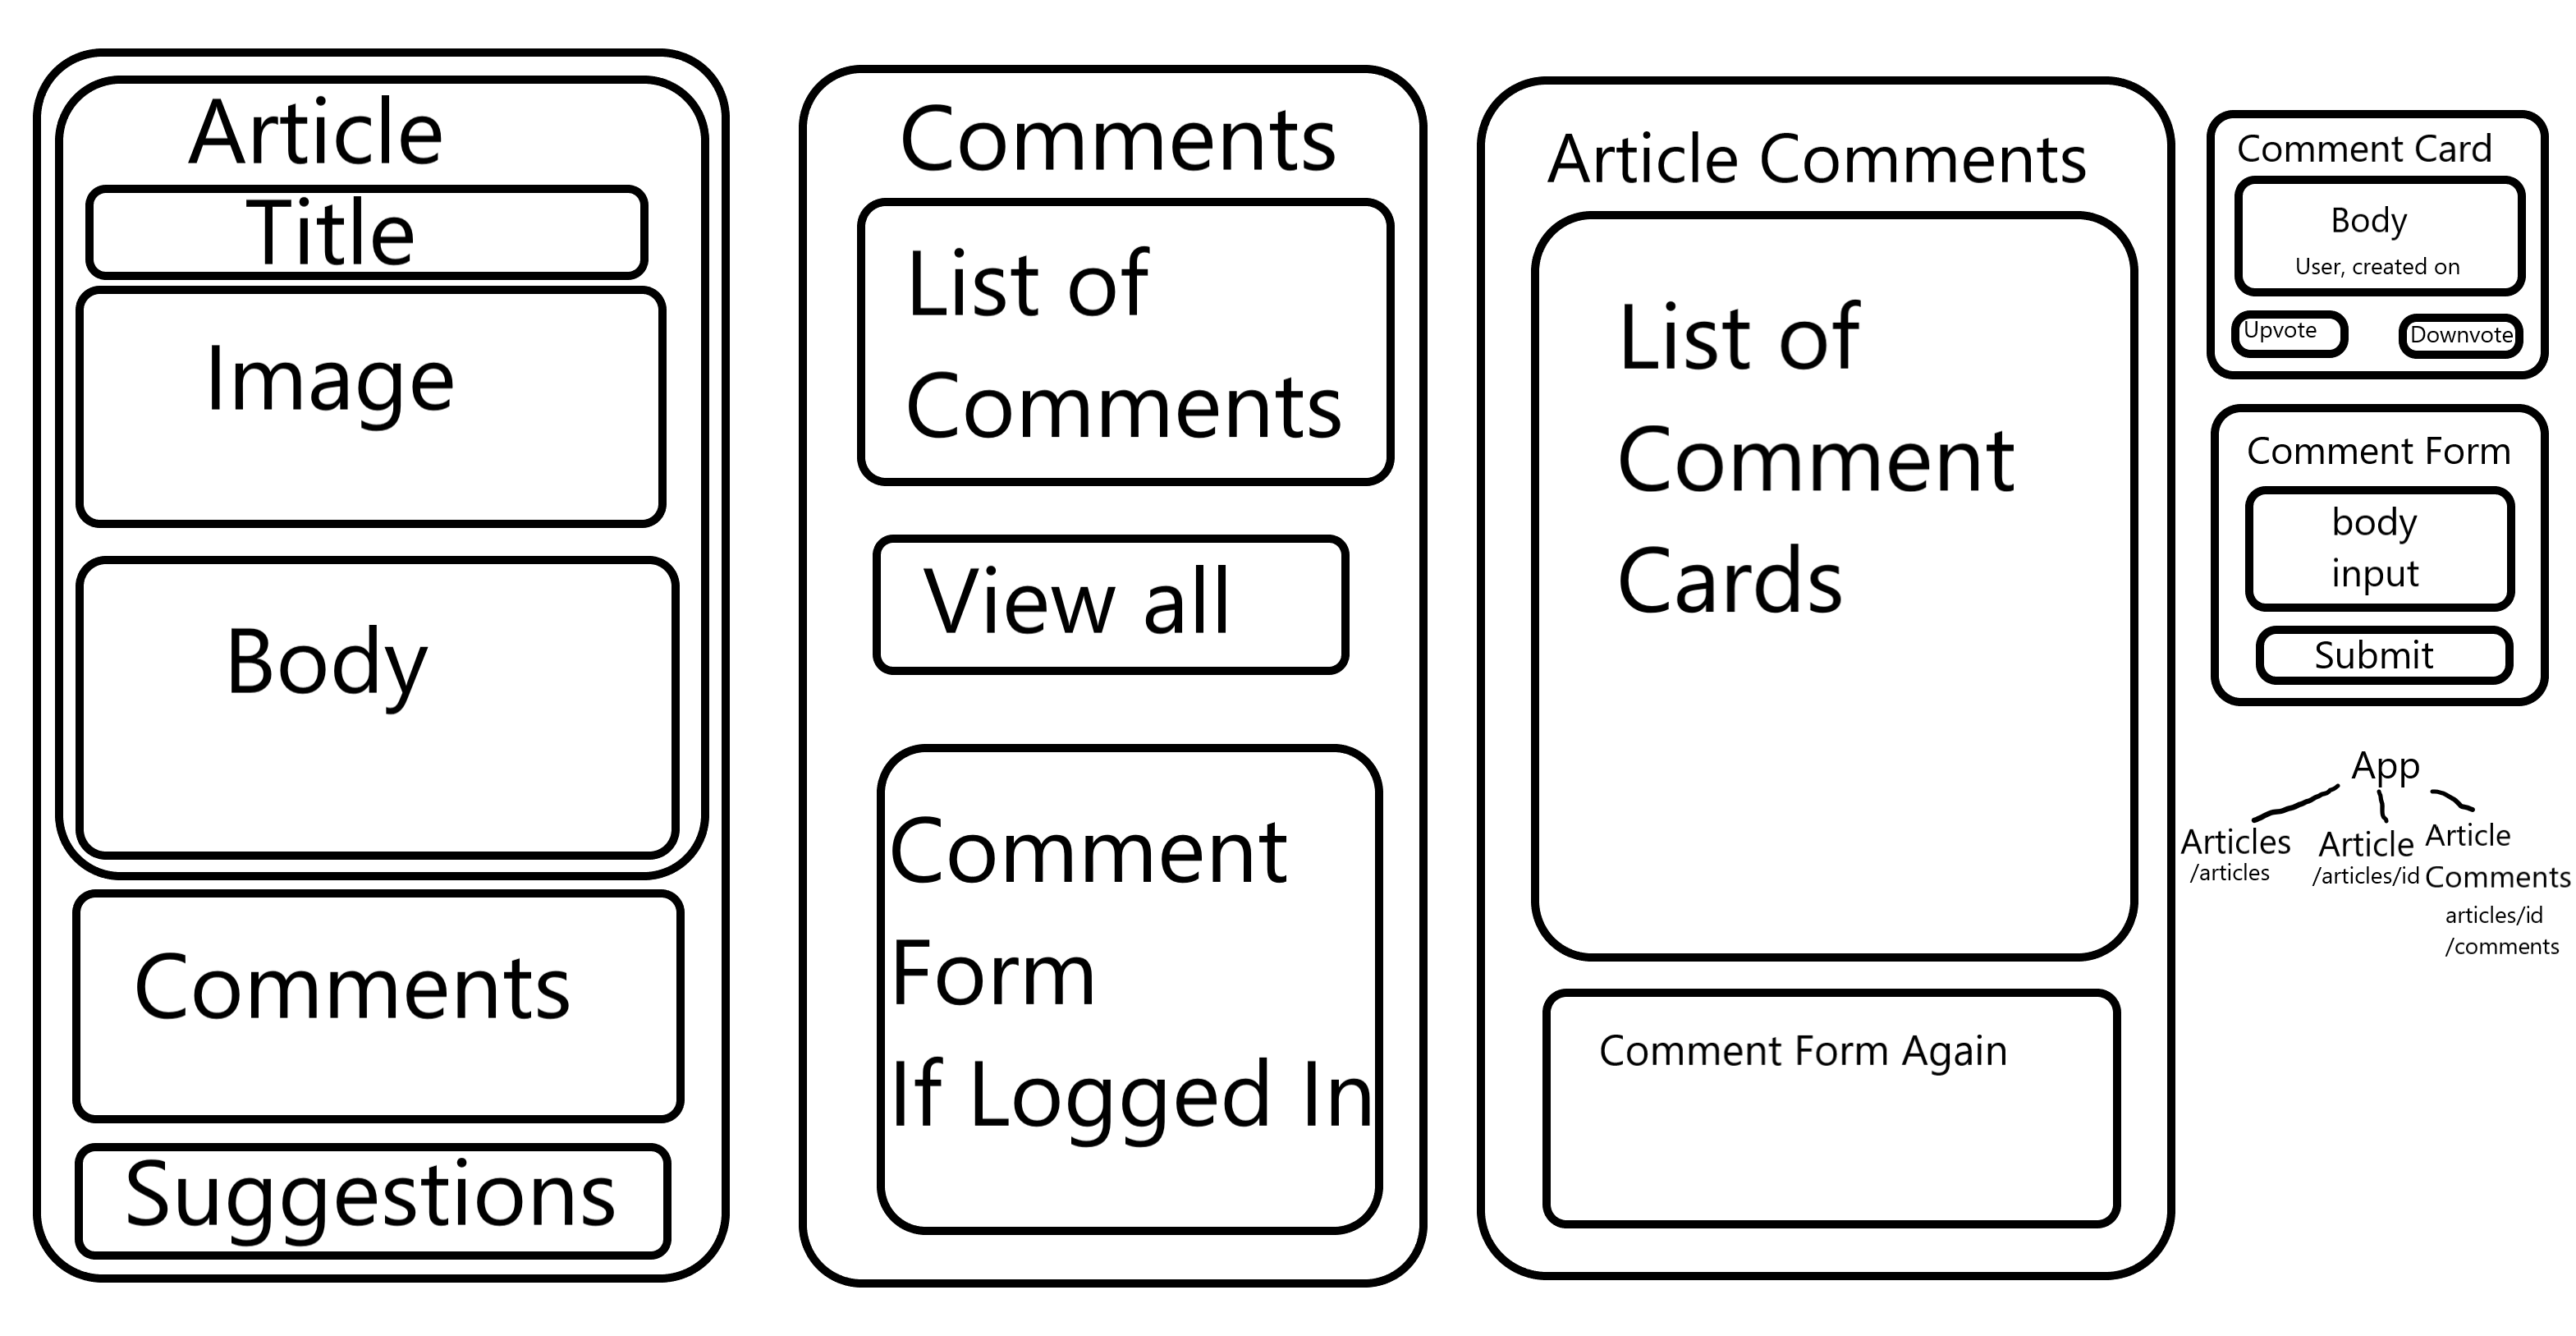 Article
Title
Image
Body
Comments
Suggestions
Comments
List of
Comments
View all
Comment
Form
If Logged In
Article Comments
List of
Comment
Cards
Comment Form Again
Comment Card
Body
User, created on
Upvote
Downvote
Comment Form
body
input
Submit
App
Articles
/articles
Article
/articles/id
Article
Comments
articles/id
/comments